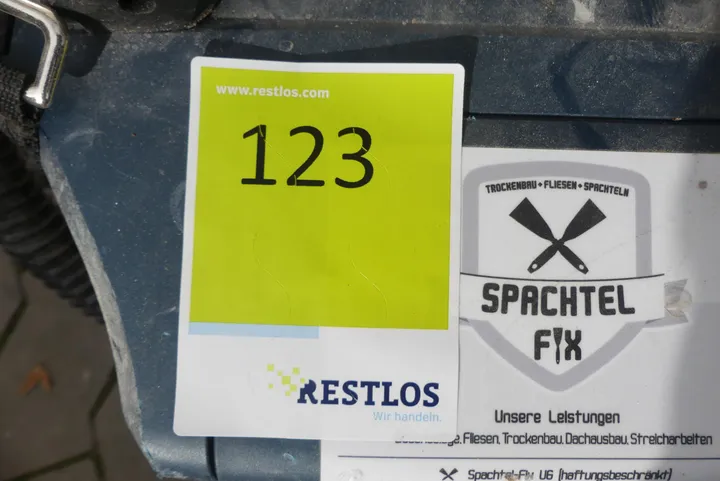 www.restlos.com
123
RESTLOS
Wir handeln.
TROCKENBAU+FLIESEN+SPACHTELN
SPACHTEL
FIX
Unsere Leistungen
Fliesen, Trockenbau, Dachausbau, Streicharbeiten
Spachtel-Fix UG (haftungsbeschränkt)